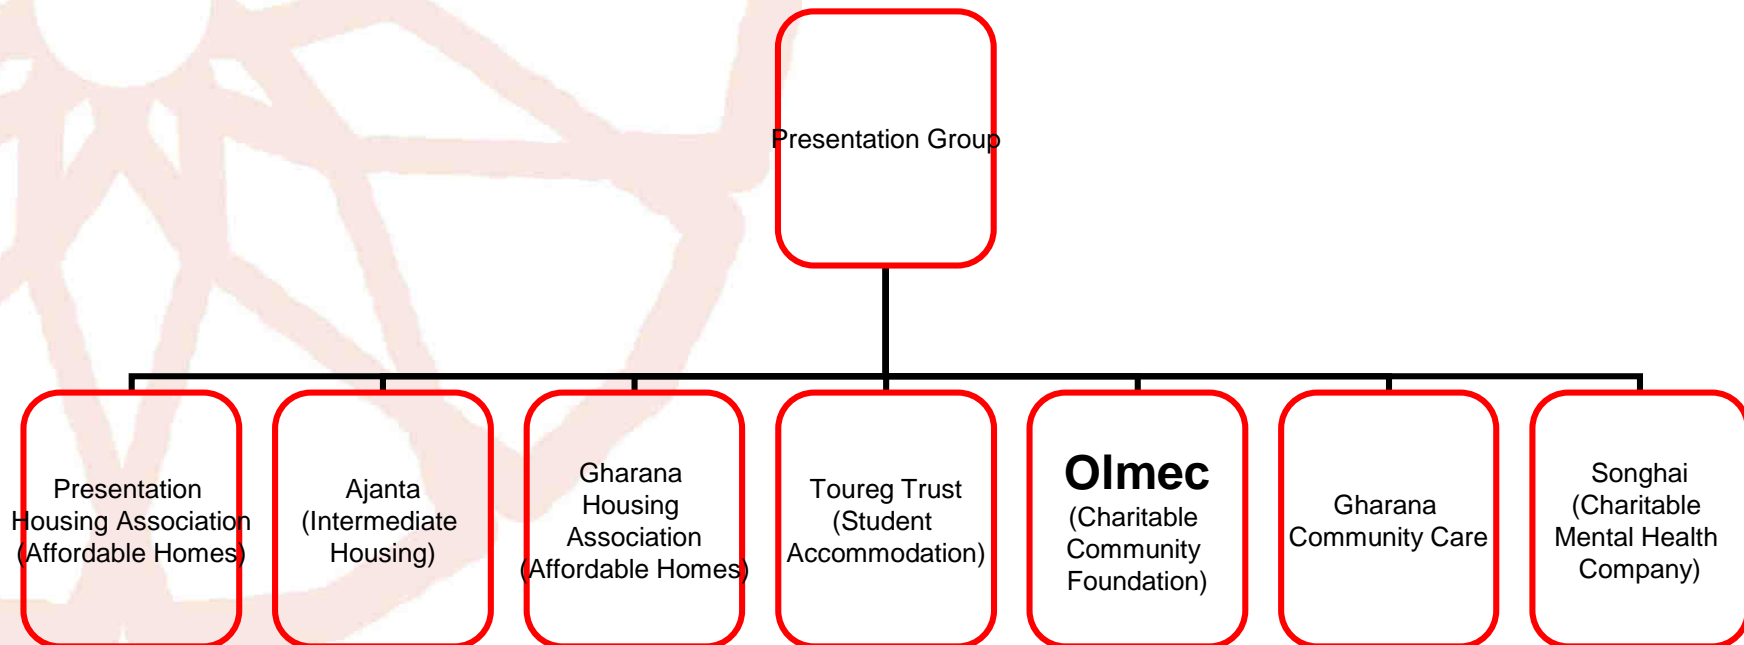 Presentation Group
Presentation
Housing Association
(Affordable Homes)
Ajanta
(Intermediate
Housing)
Gharana
Housing
Association
(Affordable Homes)
Toureg Trust
(Student
Accommodation)
Olmec
(Charitable
Community
Foundation)
Gharana
Community Care
Songhai
(Charitable
Mental Health
Company)